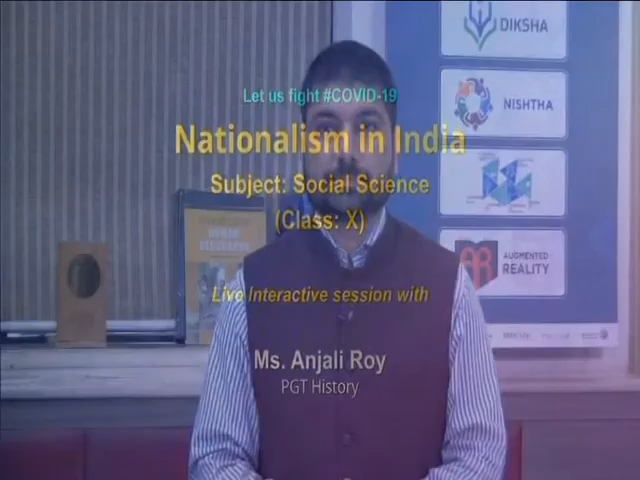 DIKSHA
NISHTHA
AUGMENTED
REALITY
Let us fight #COVID-19
Nationalism in India
Subject: Social Science
(Class: X)
Live Interactive session with
Ms. Anjali Roy
PGT History